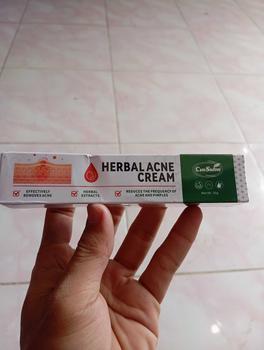 HERBAL ACNE
CREAM
EFFECTIVELY
REMOVES ACNE
HERBAL
EXTRACTS
REDUCES THE FREQUENCY OF
ACNE AND PIMPLES